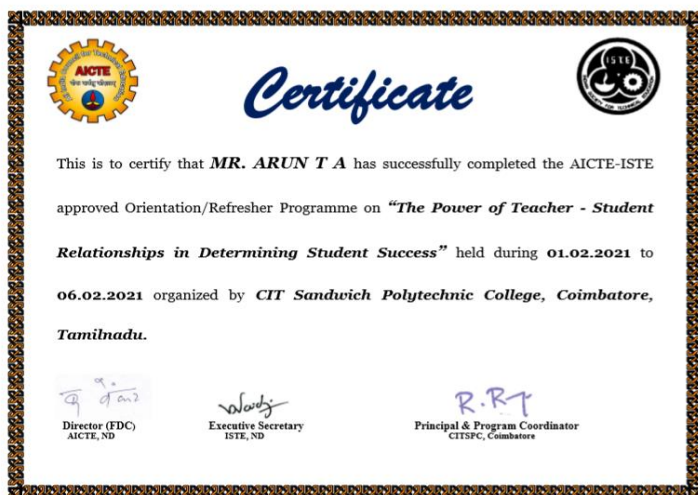 AICTE
ISTE
Certificate
This is to certify that MR. ARUN T A has successfully completed the AICTE-ISTE
approved Orientation/Refresher Programme on “The Power of Teacher - Student
Relationships in Determining Student Success” held during 01.02.2021 to
06.02.2021 organized by CIT Sandwich Polytechnic College, Coimbatore,
Tamilnadu.
R.R
Director (FDC)
AICTE, ND
Executive Secretary
ISTE, ND
Principal & Program Coordinator
CITSPC, Coimbatore